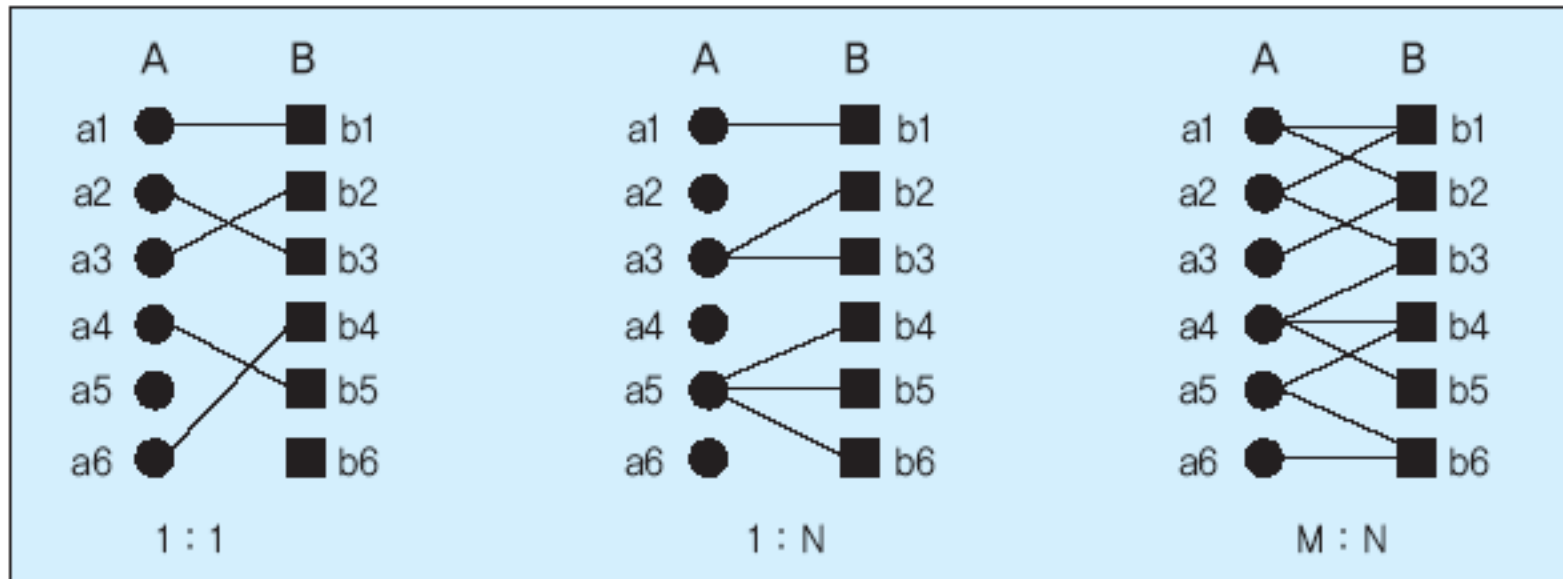 A B A B A B
a1 b1 a1 b1 a1 b1
a2 b2 a2 b2 a2 b2
a3 b3 a3 b3 a3 b3
a4 b4 a4 b4 a4 b4
a5 b5 a5 b5 a5 b5
a6 b6 a6 b6 a6 b6
1 : 1 1 : N M : N